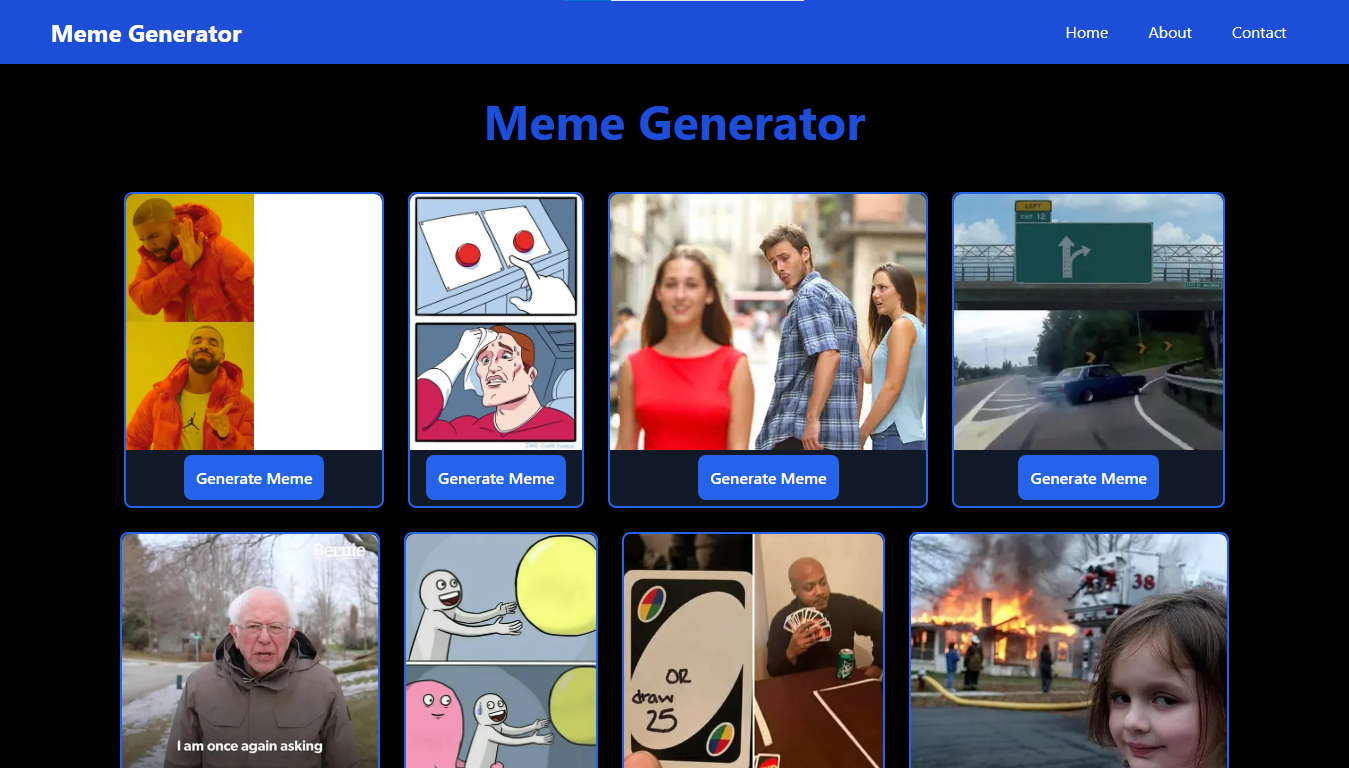 Meme Generator
Home About Contact
Meme Generator
LEFT
EXIT 12
Generate Meme Generate Meme Generate Meme Generate Meme
Bernie
38
I am once again asking
OR
draw
25